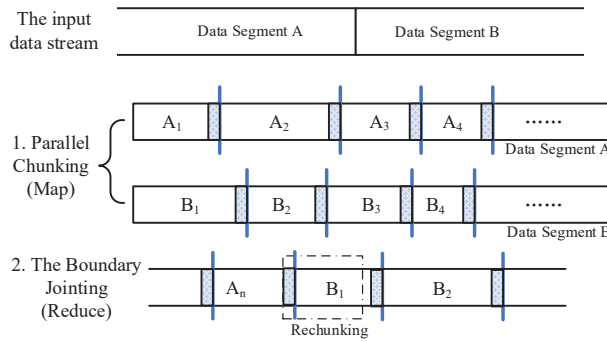 The input
data stream
Data Segment A
Data Segment B
1. Parallel
Chunking
(Map)
A1
A2
A3
A4
......
Data Segment A
B1
B2
B3
B4
......
Data Segment B
2. The Boundary
Jointing
(Reduce)
An
B1
B2
Rechunking